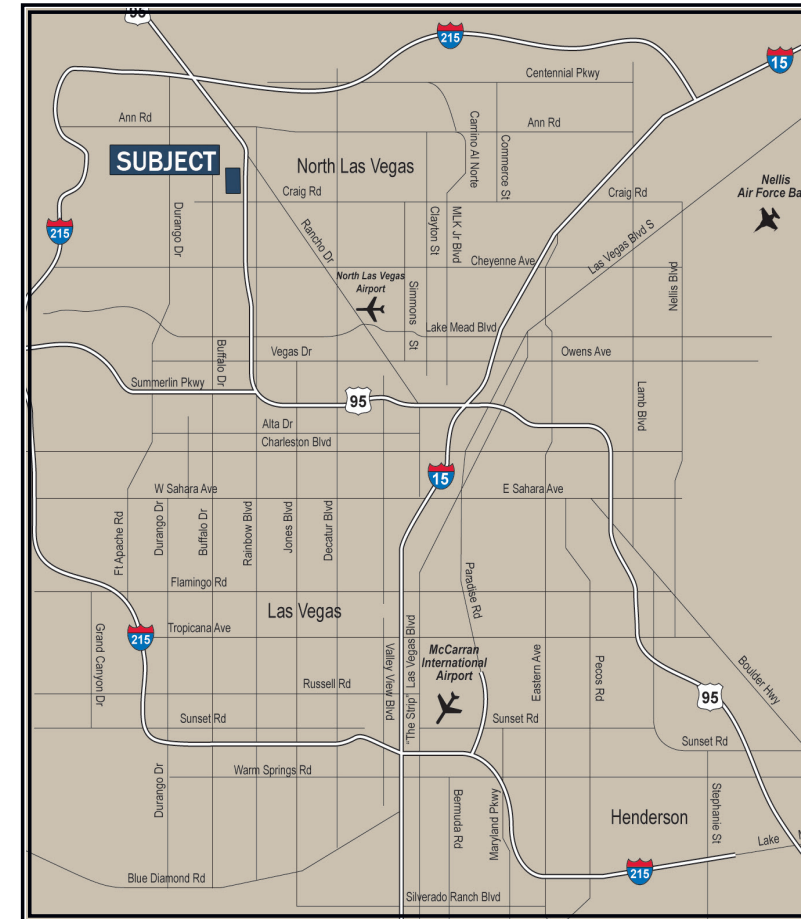 95
215
15
Centennial Pkwy
Ann Rd
Ann Rd
Camino Al Norte
Commerce St
SUBJECT
North Las Vegas
Nellis
Air Force Ba
Craig Rd
Craig Rd
Durango Dr
215
Rancho Dr
Clayton St
MLK Jr Blvd
Las Vegas Blvd S
Cheyenne Ave
Nellis Blvd
North Las Vegas
Airport
Simmons
St
Lake Mead Blvd
Buffalo Dr
Vegas Dr
Owens Ave
Summerlin Pkwy
95
Lamb Blvd
Alta Dr
Charleston Blvd
15
W Sahara Ave
E Sahara Ave
Ft Apache Rd
Durango Dr
Buffalo Dr
Rainbow Blvd
Jones Blvd
Decatur Blvd
Paradise Rd
Flamingo Rd
Las Vegas
Grand Canyon Dr
215
Tropicana Ave
Valley View Blvd
"The Strip" Las Vegas Blvd
McCarran
International
Airport
Eastern Ave
Pecos Rd
Boulder Hwy
Russell Rd
95
Sunset Rd
Sunset Rd
Sunset Rd
Warm Springs Rd
Durango Dr
Bermuda Rd
Maryland Pkwy
Henderson
Stephanie St
Lake
215
Blue Diamond Rd
Silverado Ranch Blvd